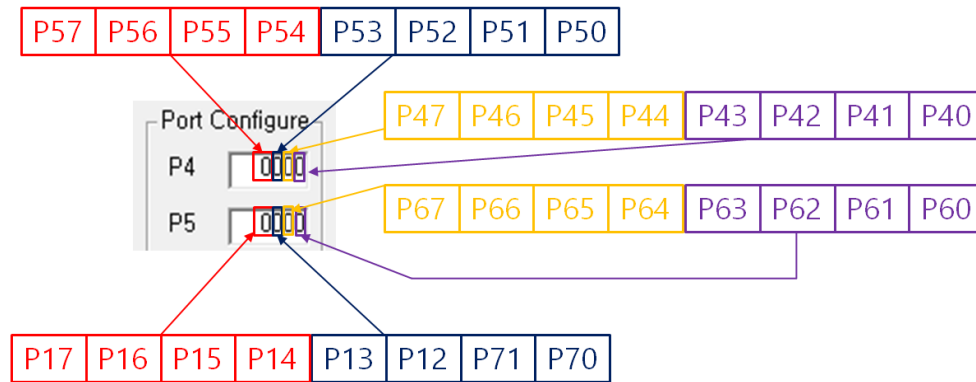 P57 P56 P55 P54 P53 P52 P51 P50
Port Configure
P47 P46 P45 P44 P43 P42 P41 P40
P4 0000
P5 0000
P67 P66 P65 P64 P63 P62 P61 P60
P17 P16 P15 P14 P13 P12 P71 P70